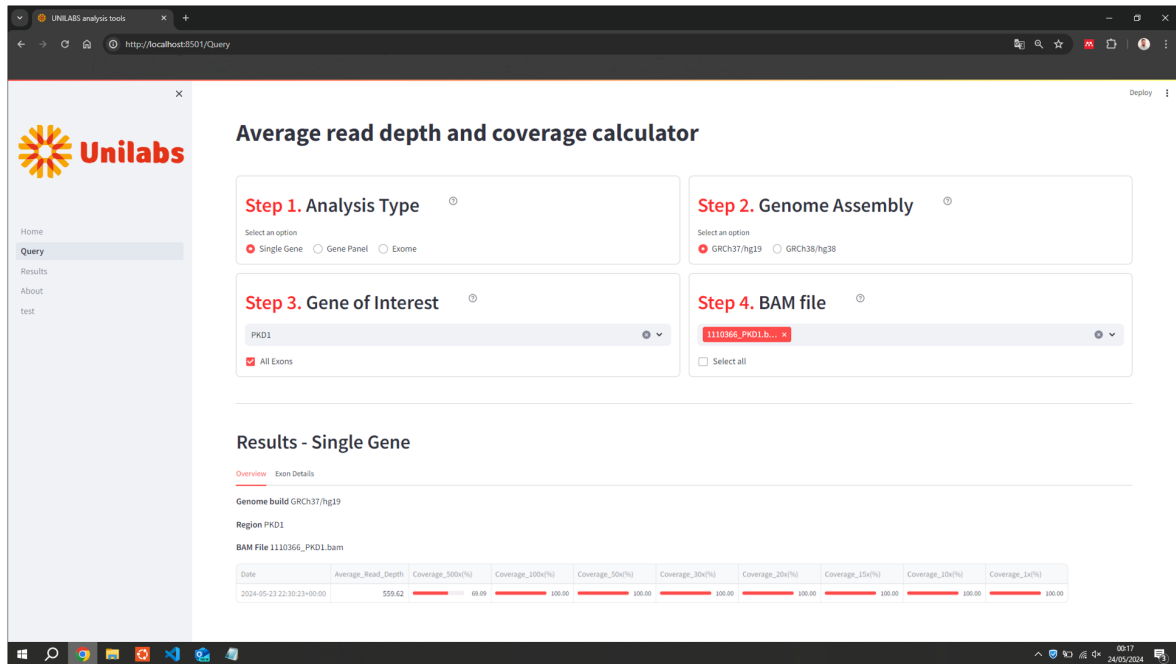 UNILABS analysis tools
http://localhost:8501/Query
Deploy
Unilabs
Home
Query
Results
About
test
Average read depth and coverage calculator
Step 1. Analysis Type
Select an option
Single Gene Gene Panel Exome
Step 2. Genome Assembly
Select an option
GRCh37/hg19 GRCh38/hg38
Step 3. Gene of Interest
PKD1
All Exons
Step 4. BAM file
1110366_PKD1.b...
Select all
Results - Single Gene
Overview Exon Details
Genome build GRCh37/hg19
Region PKD1
BAM File 1110366_PKD1.bam
Date Average_Read_Depth Coverage_500x(%) Coverage_100x(%) Coverage_50x(%) Coverage_30x(%) Coverage_20x(%) Coverage_15x(%) Coverage_10x(%) Coverage_1x(%)
2024-05-23 22:30:23+00:00 559.62 69.09 100.00 100.00 100.00 100.00 100.00 100.00 100.00
00:17
24/05/2024